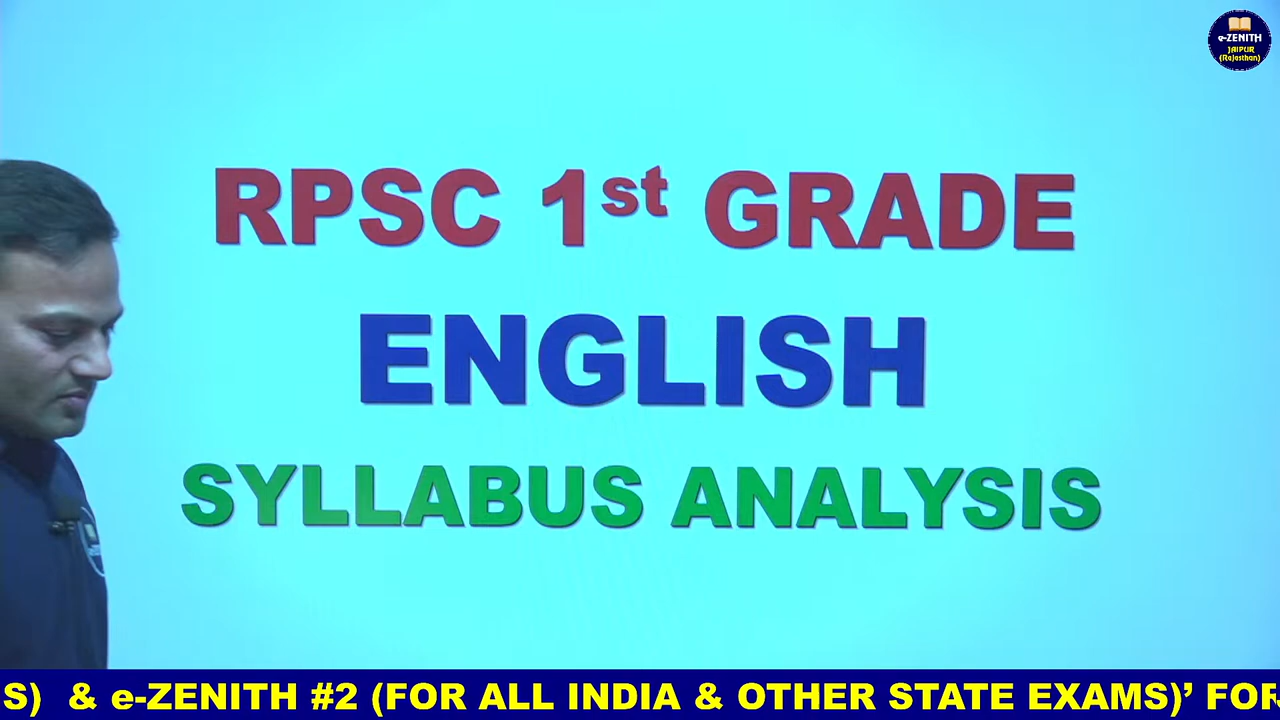 e-ZENITH
JAIPUR
(Rajasthan)
RPSC 1st GRADE
ENGLISH
SYLLABUS ANALYSIS
S) & e-ZENITH #2 (FOR ALL INDIA & OTHER STATE EXAMS)’ FOR